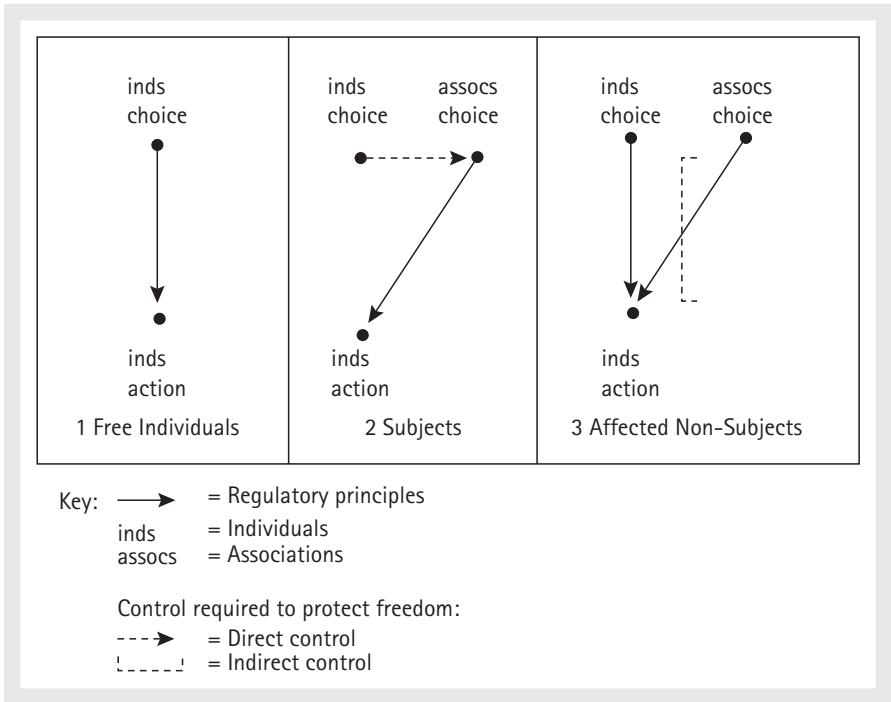 inds
choice
inds
action
1 Free Individuals
inds
choice
assocs
choice
inds
action
2 Subjects
inds
choice
assocs
choice
inds
action
3 Affected Non-Subjects
Key:
= Regulatory principles
inds = Individuals
assocs = Associations
Control required to protect freedom:
= Direct control
= Indirect control